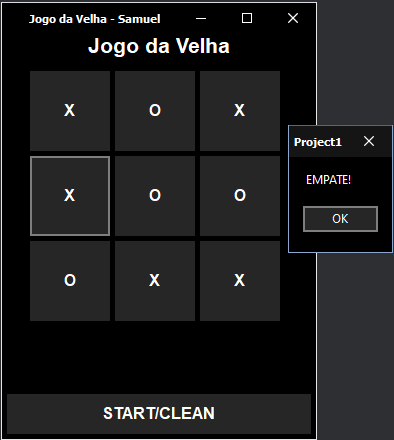 Jogo da Velha - Samuel
Jogo da Velha
X O X
Project1
EMPATE!
OK
X O O
O X X
START/CLEAN